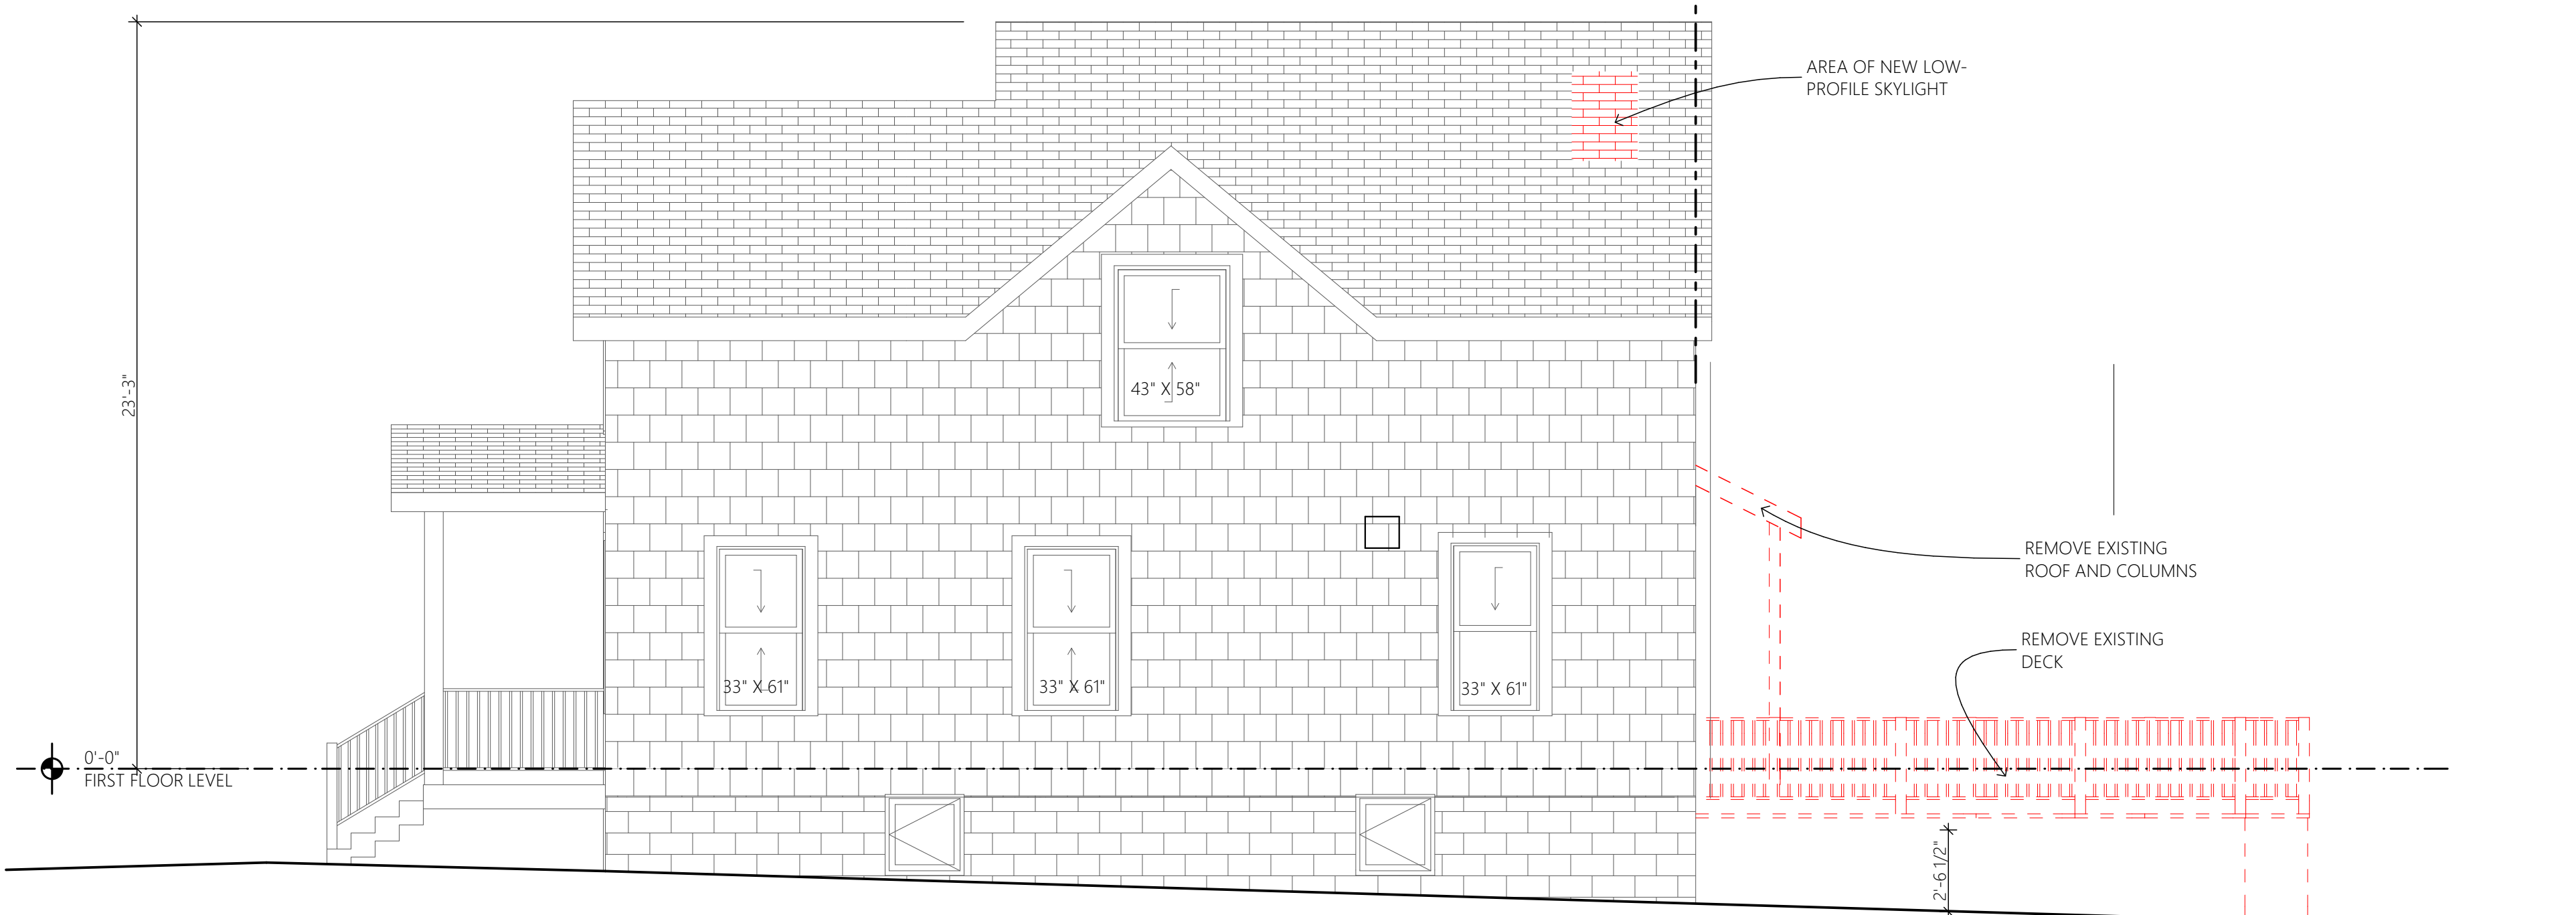 AREA OF NEW LOW-
PROFILE SKYLIGHT
23'-3"
43" X 58"
REMOVE EXISTING
ROOF AND COLUMNS
REMOVE EXISTING
DECK
33" X 61"
33" X 61"
33" X 61"
0'-0"
FIRST FLOOR LEVEL
2'-6 1/2"